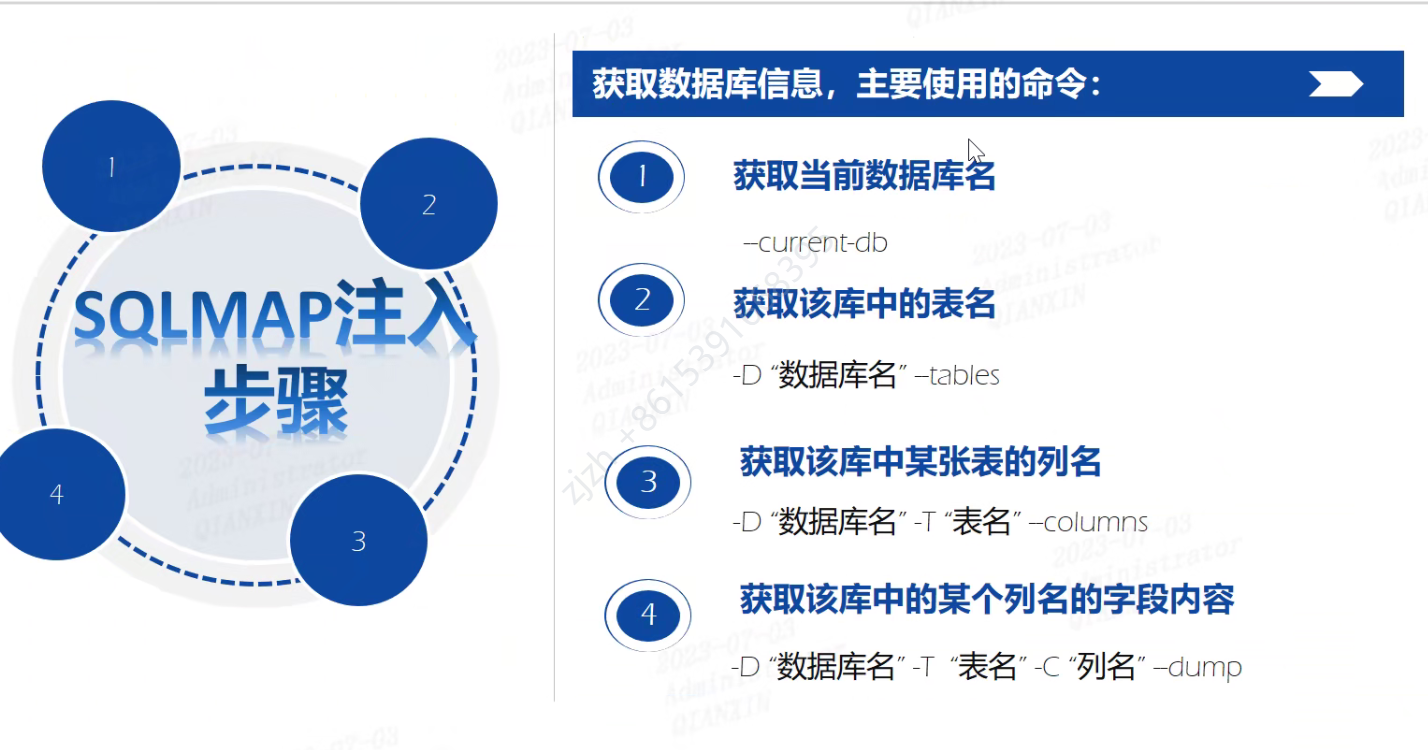 获取数据库信息，主要使用的命令：
1
2
SQLMAP注入
步骤
4
3
1
获取当前数据库名
--current-db
2
获取该库中的表名
-D “数据库名” –tables
3
获取该库中某张表的列名
-D “数据库名” -T “表名” –columns
4
获取该库中的某个列名的字段内容
-D “数据库名” -T “表名” -C “列名” –dump
2023-07-03
Administrator
QIANXIN